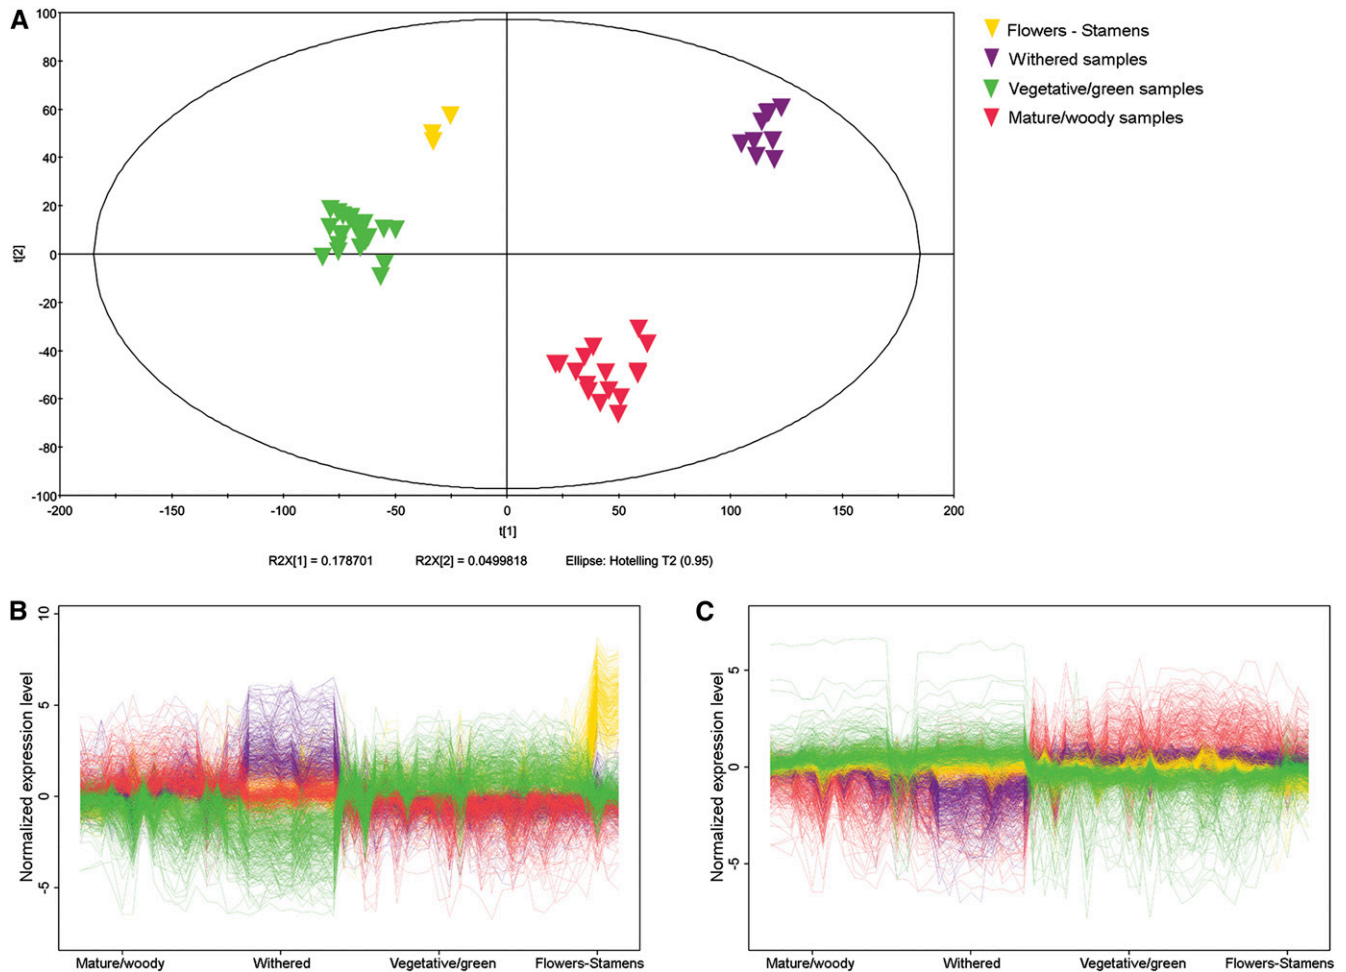 A
100
80
60
40
20
0
-20
-40
-60
-80
-100
t[2]
-200 -150 -100 -50 0 50 100 150 200
t[1]
R2X[1] = 0.178701 R2X[2] = 0.0499818 Ellipse: Hotelling T2 (0.95)
Flowers - Stamens
Withered samples
Vegetative/green samples
Mature/woody samples
B
Normalized expression level
10
5
0
-5
Mature/woody Withered Vegetative/green Flowers-Stamens
C
Normalized expression level
5
0
-5
Mature/woody Withered Vegetative/green Flowers-Stamens